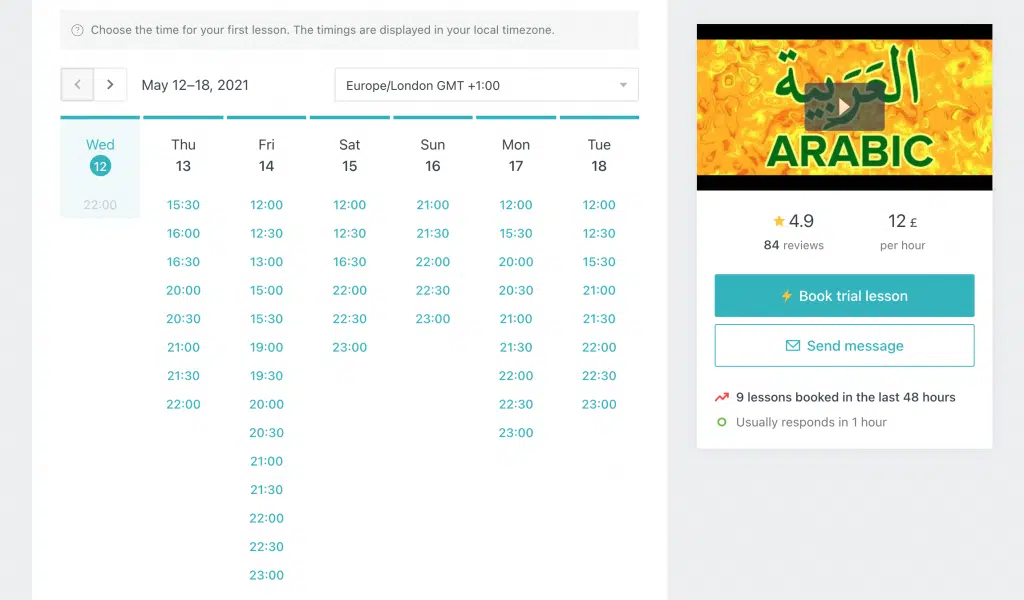 Choose the time for your first lesson. The timings are displayed in your local timezone.
May 12–18, 2021
Europe/London GMT +1:00
Wed Thu Fri Sat Sun Mon Tue
12 13 14 15 16 17 18
22:00 15:30 12:00 12:00 21:00 12:00 12:00
16:00 12:30 12:30 21:30 15:30 12:30
16:30 13:00 16:30 22:00 20:00 15:30
20:00 15:00 22:00 22:30 20:30 21:00
20:30 15:30 22:30 23:00 21:00 21:30
21:00 19:00 23:00 21:30 22:00
21:30 19:30 22:00 22:30
22:00 20:00 22:30 23:00
20:30 23:00
21:00
21:30
22:00
22:30
23:00
العَرَبِية
ARABIC
4.9 12 £
84 reviews per hour
Book trial lesson
Send message
9 lessons booked in the last 48 hours
Usually responds in 1 hour